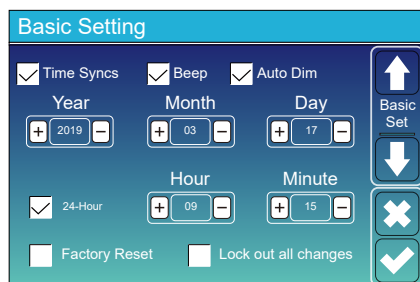 Basic Setting
Time Syncs Beep Auto Dim
Year Month Day
+ 2019 − + 03 − + 17 −
Basic
Set
Hour Minute
24-Hour + 09 − + 15 −
Factory Reset Lock out all changes